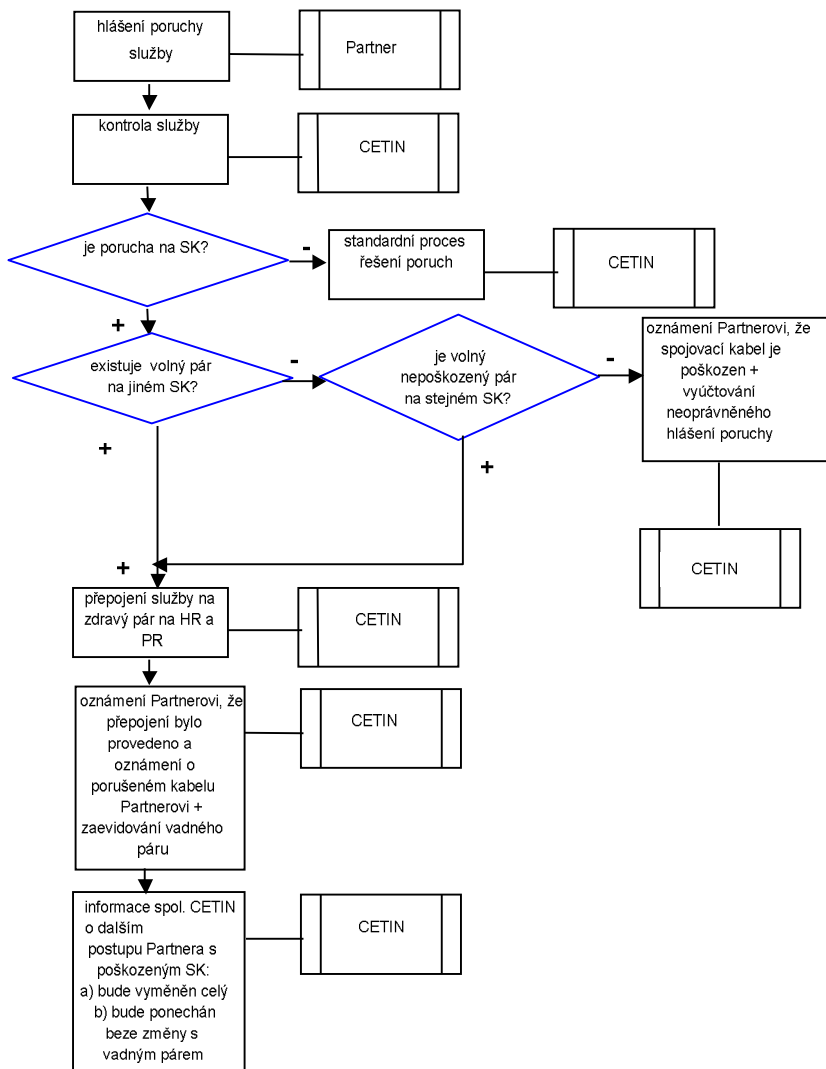 hlášení poruchy
služby
Partner
kontrola služby
CETIN
je porucha na SK?
-
standardní proces
řešení poruch
CETIN
+
existuje volný pár
na jiném SK?
-
je volný
nepoškozený pár
na stejném SK?
-
oznámení Partnerovi, že
spojovací kabel je
poškozen +
vyúčtování
neoprávněného
hlášení poruchy
+
+
CETIN
+
přepojení služby na
zdravý pár na HR a
PR
CETIN
oznámení Partnerovi, že
přepojení bylo
provedeno a
oznámení o
porušeném kabelu
Partnerovi +
zaevidování vadného
páru
CETIN
informace spol. CETIN
o dalším
postupu Partnera s
poškozeným SK:
a) bude vyměněn celý
b) bude ponechán
beze změny s
vadným párem
CETIN